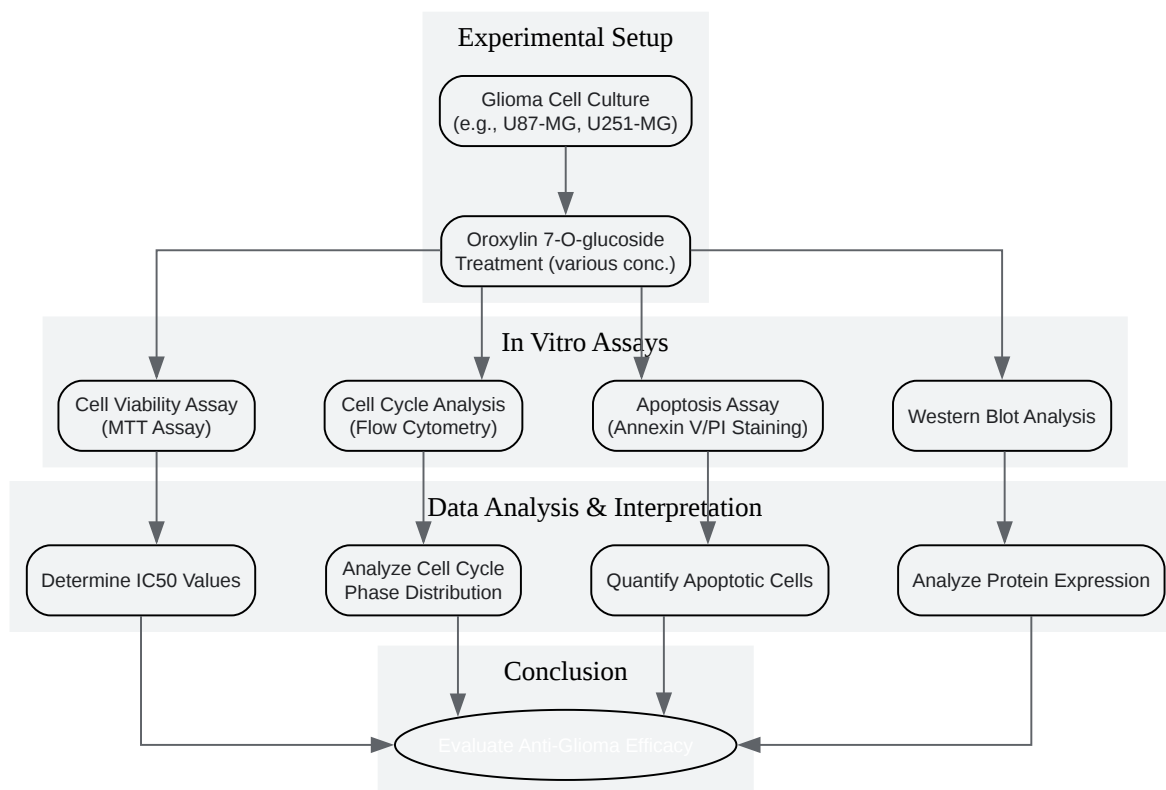 Experimental Setup
Glioma Cell Culture
(e.g., U87-MG, U251-MG)
Oroxylin 7-O-glucoside
Treatment (various conc.)
In Vitro Assays
Cell Viability Assay
(MTT Assay)
Cell Cycle Analysis
(Flow Cytometry)
Apoptosis Assay
(Annexin V/PI Staining)
Western Blot Analysis
Data Analysis & Interpretation
Determine IC50 Values
Analyze Cell Cycle
Phase Distribution
Quantify Apoptotic Cells
Analyze Protein Expression
Conclusion
Evaluate Anti-Glioma Efficacy